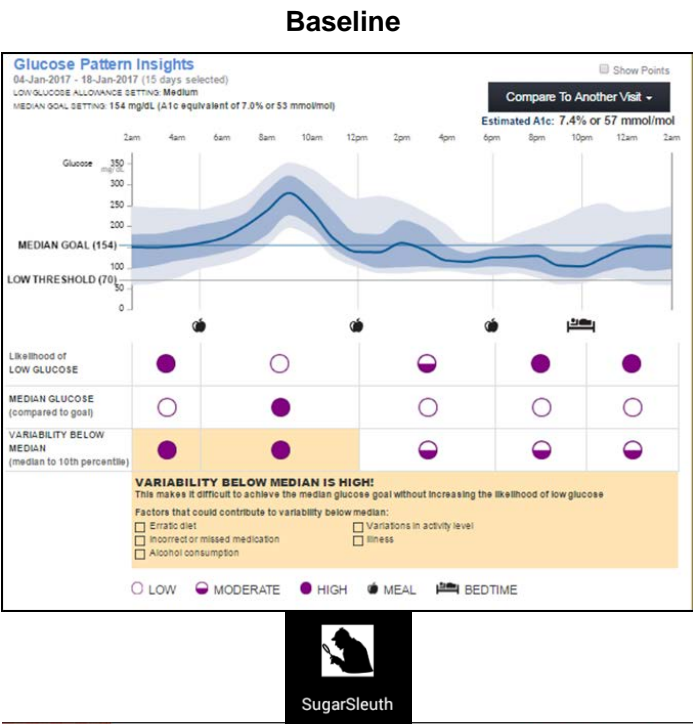 Baseline
Glucose Pattern Insights
04-Jan-2017 - 18-Jan-2017 (15 days selected)
LOW GLUCOSE ALLOWANCE SETTING: Medium
MEDIAN GOAL SETTING: 154 mg/dL (A1c equivalent of 7.0% or 53 mmol/mol)
Show Points
Compare To Another Visit
Estimated A1c: 7.4% or 57 mmol/mol
2am 4am 6am 8am 10am 12pm 2pm 4pm 6pm 8pm 10pm 12am 2am
Glucose 350
mg/dL
300
250
200
MEDIAN GOAL (154)
100
LOW THRESHOLD (70)
50
0
Likelihood of
LOW GLUCOSE
MEDIAN GLUCOSE
(compared to goal)
VARIABILITY BELOW
MEDIAN
(median to 10th percentile)
VARIABILITY BELOW MEDIAN IS HIGH!
This makes it difficult to achieve the median glucose goal without increasing the likelihood of low glucose
Factors that could contribute to variability below median:
Erratic diet Variations in activity level
Incorrect or missed medication Illness
Alcohol consumption
LOW MODERATE HIGH MEAL BEDTIME
SugarSleuth